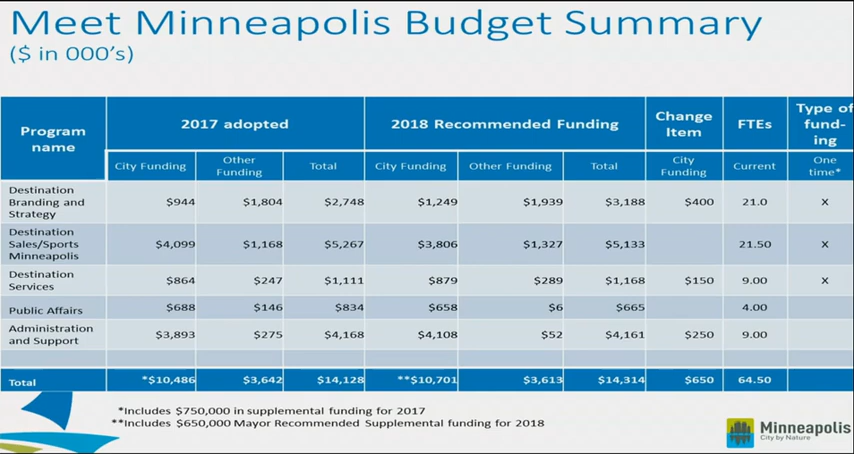 Meet Minneapolis Budget Summary
($ in 000's)
Program name 2017 adopted 2018 Recommended Funding Change Item FTEs Type of fund-ing
City Funding Other Funding Total City Funding Other Funding Total City Funding Current One time*
Destination Branding and Strategy $944 $1,804 $2,748 $1,249 $1,939 $3,188 $400 21.0 X
Destination Sales/Sports Minneapolis $4,099 $1,168 $5,267 $3,806 $1,327 $5,133 21.50 X
Destination Services $864 $247 $1,111 $879 $289 $1,168 $150 9.00 X
Public Affairs $688 $146 $834 $658 $6 $665 4.00
Administration and Support $3,893 $275 $4,168 $4,108 $52 $4,161 $250 9.00
Total *$10,486 $3,642 $14,128 **$10,701 $3,613 $14,314 $650 64.50
*Includes $750,000 in supplemental funding for 2017
**Includes $650,000 Mayor Recommended Supplemental funding for 2018
Minneapolis
City by Nature